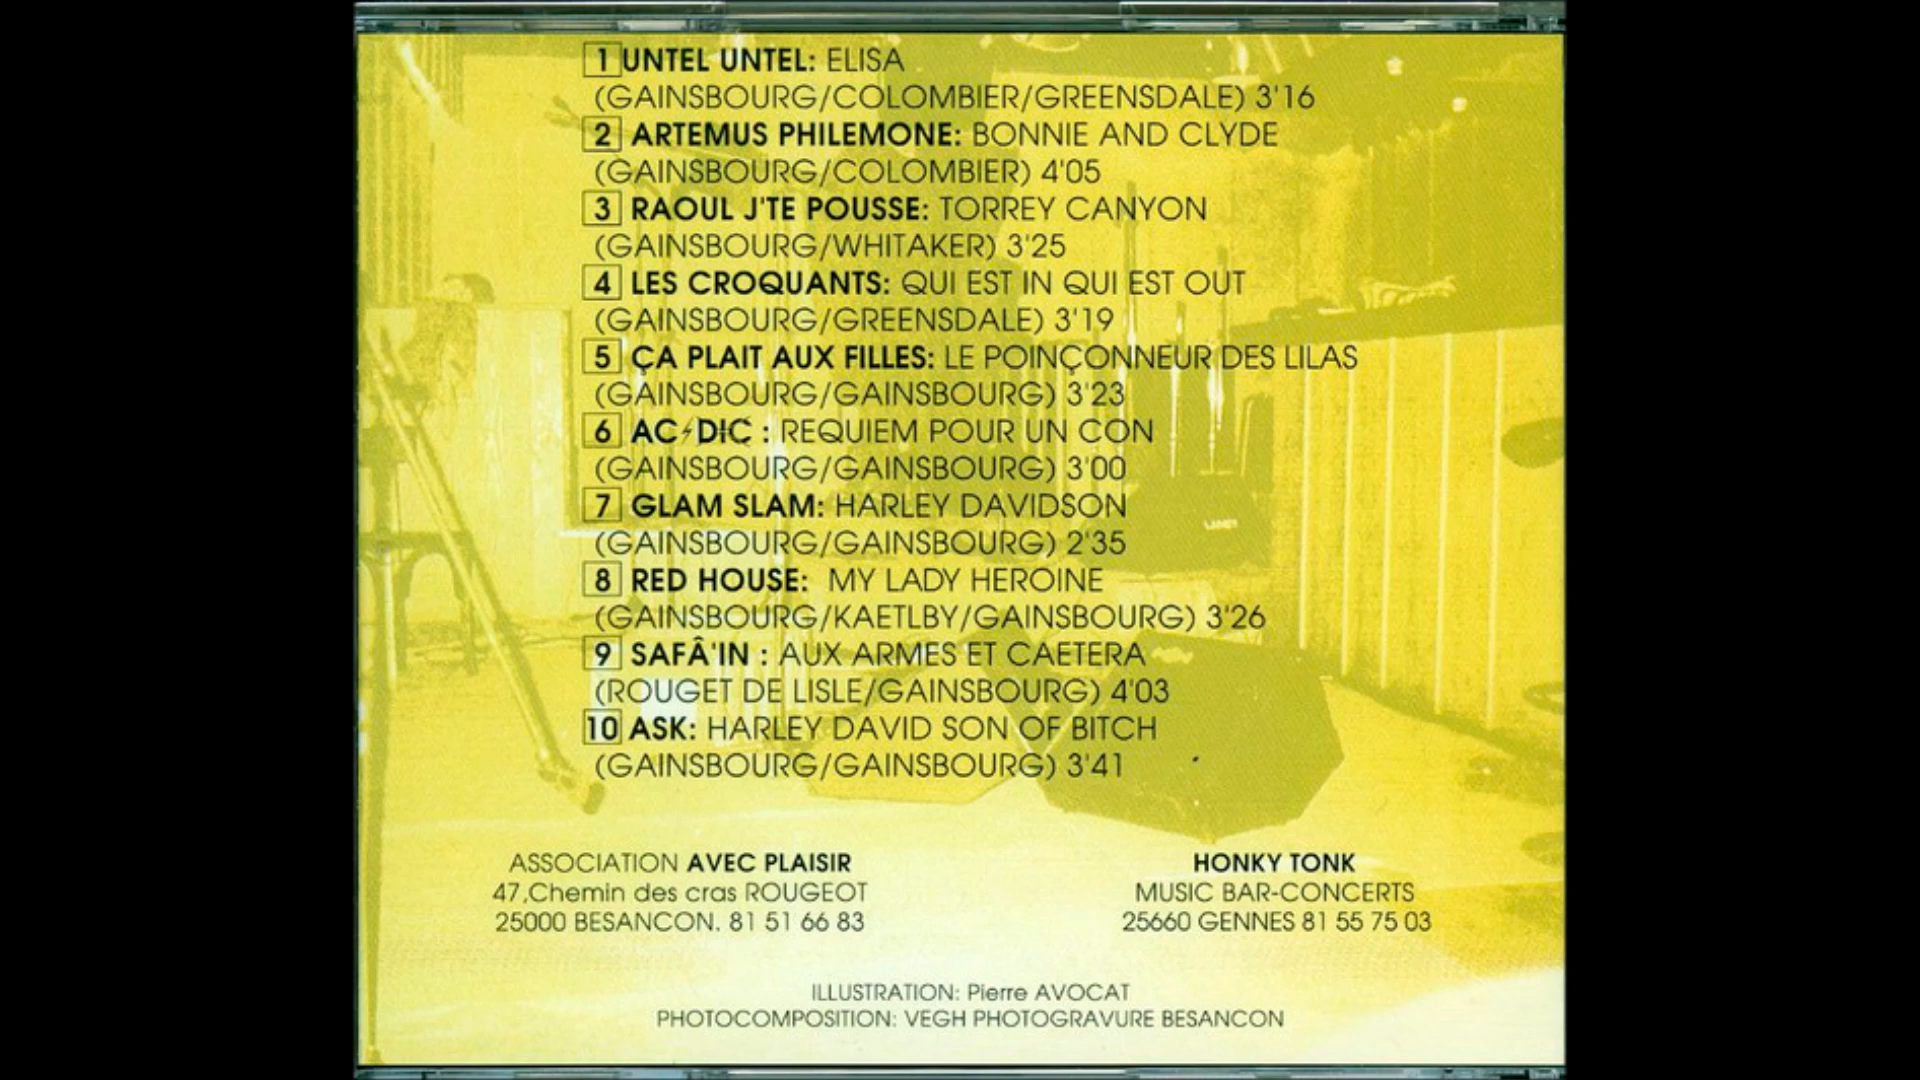 1 UNTEL UNTEL: ELISA
(GAINSBOURG/COLOMBIER/GREENSDALE) 3'16
2 ARTEMUS PHILEMONE: BONNIE AND CLYDE
(GAINSBOURG/COLOMBIER) 4'05
3 RAOUL J'TE POUSSE: TORREY CANYON
(GAINSBOURG/WHITAKER) 3'25
4 LES CROQUANTS: QUI EST IN QUI EST OUT
(GAINSBOURG/GREENSDALE) 3'19
5 ÇA PLAIT AUX FILLES: LE POINÇONNEUR DES LILAS
(GAINSBOURG/GAINSBOURG) 3'23
6 AC⚡DIC : REQUIEM POUR UN CON
(GAINSBOURG/GAINSBOURG) 3'00
7 GLAM SLAM: HARLEY DAVIDSON
(GAINSBOURG/GAINSBOURG) 2'35
8 RED HOUSE: MY LADY HEROINE
(GAINSBOURG/KAETLBY/GAINSBOURG) 3'26
9 SAFÂ'IN : AUX ARMES ET CAETERA
(ROUGET DE LISLE/GAINSBOURG) 4'03
10 ASK: HARLEY DAVID SON OF BITCH
(GAINSBOURG/GAINSBOURG) 3'41
ASSOCIATION AVEC PLAISIR
47,Chemin des cras ROUGEOT
25000 BESANCON. 81 51 66 83
HONKY TONK
MUSIC BAR-CONCERTS
25660 GENNES 81 55 75 03
ILLUSTRATION: Pierre AVOCAT
PHOTOCOMPOSITION: VEGH PHOTOGRAVURE BESANCON